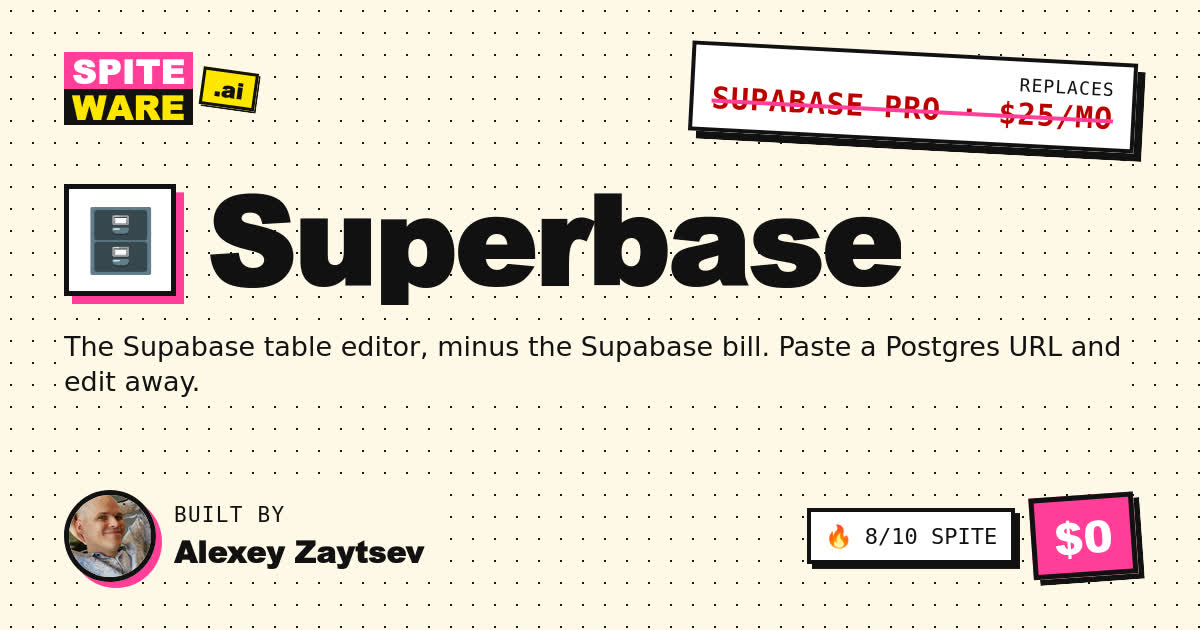 SPITE
WARE
.ai
REPLACES
SUPABASE PRO · $25/MO
Superbase
The Supabase table editor, minus the Supabase bill. Paste a Postgres URL and
edit away.
BUILT BY
Alexey Zaytsev
🔥 8/10 SPITE
$0